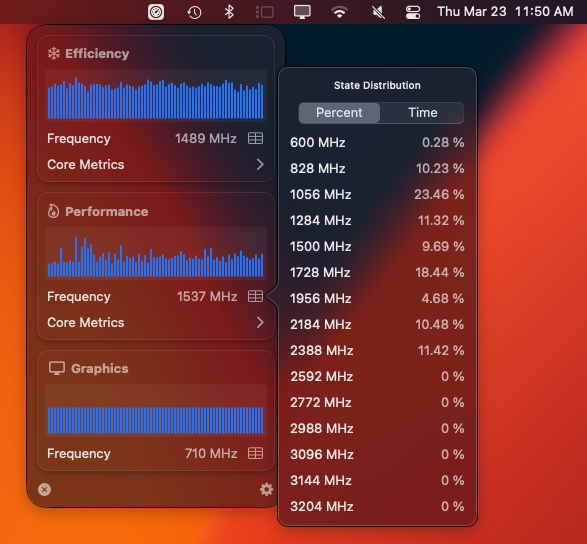 Thu Mar 23 11:50 AM
Efficiency
Frequency 1489 MHz
Core Metrics
Performance
Frequency 1537 MHz
Core Metrics
Graphics
Frequency 710 MHz
State Distribution
Percent Time
600 MHz 0.28 %
828 MHz 10.23 %
1056 MHz 23.46 %
1284 MHz 11.32 %
1500 MHz 9.69 %
1728 MHz 18.44 %
1956 MHz 4.68 %
2184 MHz 10.48 %
2388 MHz 11.42 %
2592 MHz 0 %
2772 MHz 0 %
2988 MHz 0 %
3096 MHz 0 %
3144 MHz 0 %
3204 MHz 0 %